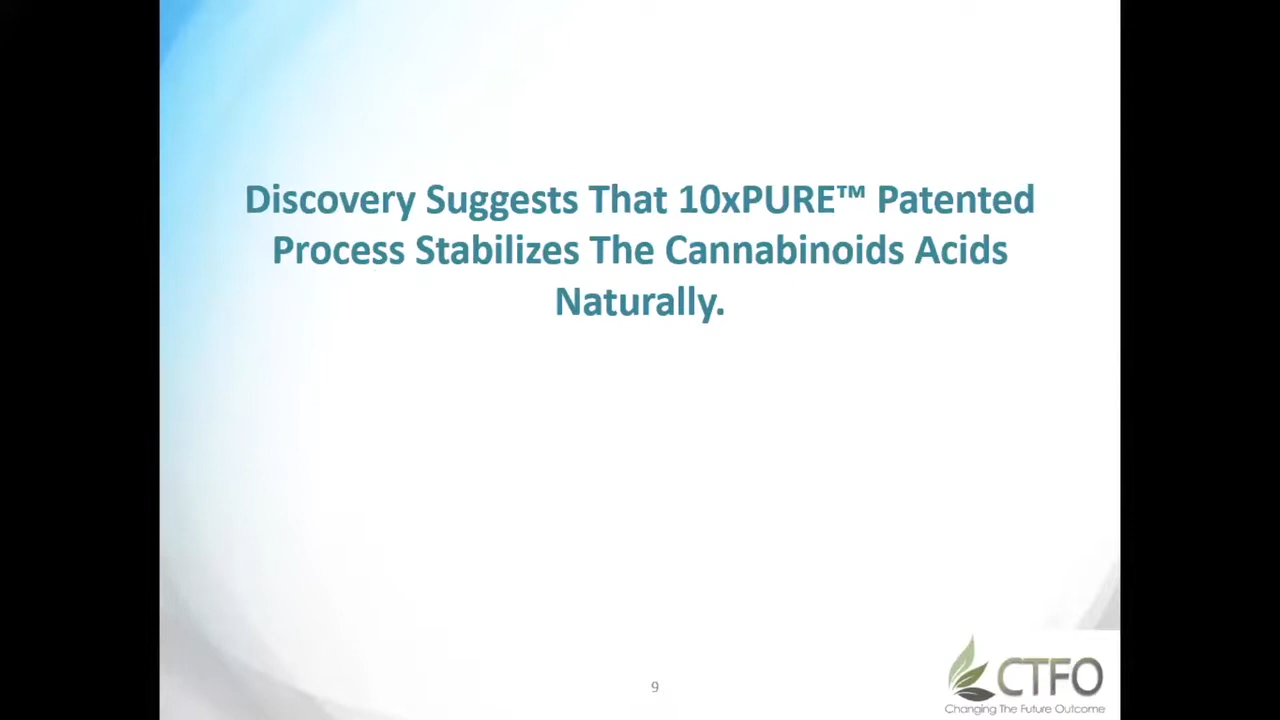 Discovery Suggests That 10xPURE™ Patented
Process Stabilizes The Cannabinoids Acids
Naturally.
9
CTFO
Changing The Future Outcome